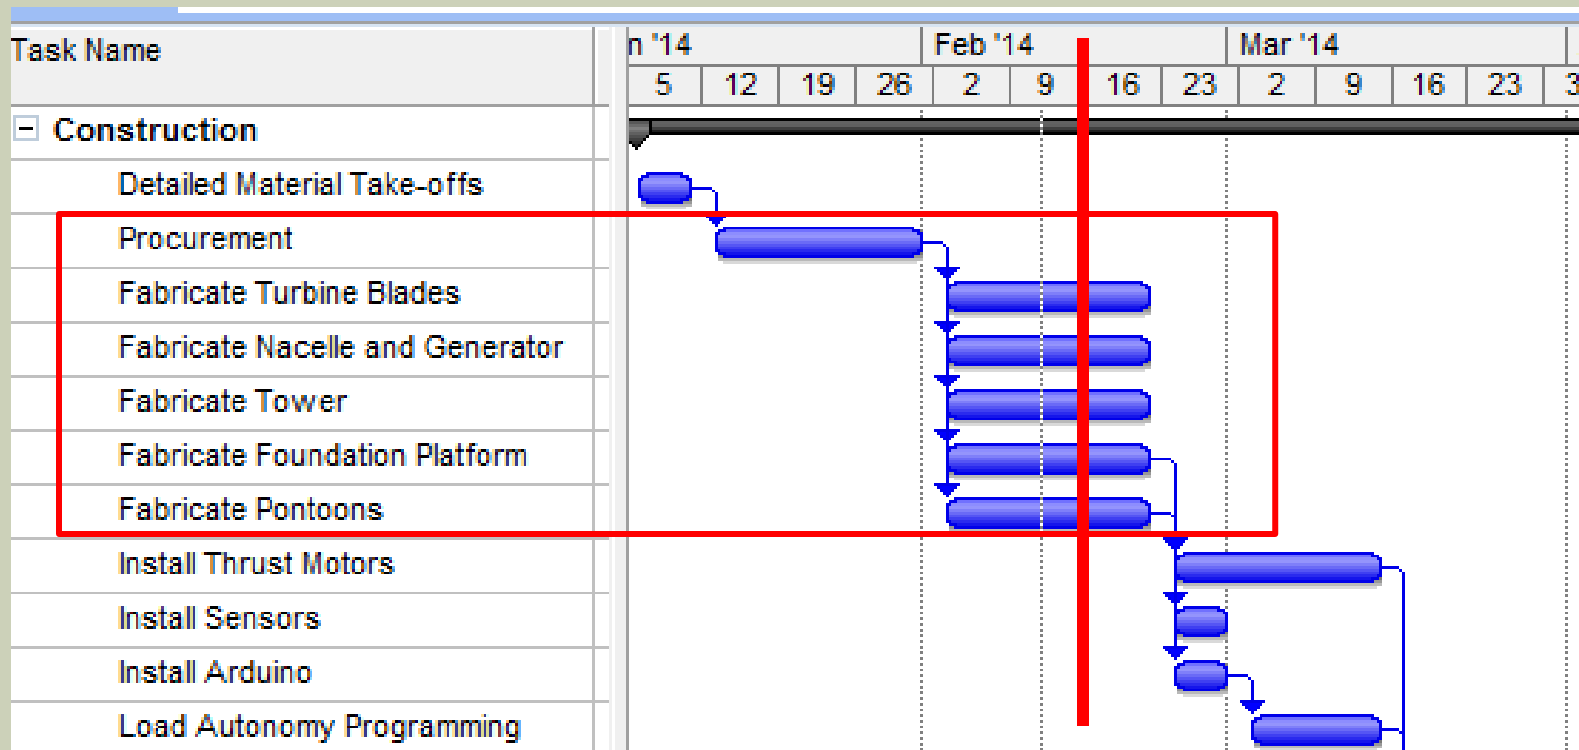 Task Name
n '14 Feb '14 Mar '14
5 12 19 26 2 9 16 23 2 9 16 23 3
Construction
Detailed Material Take-offs
Procurement
Fabricate Turbine Blades
Fabricate Nacelle and Generator
Fabricate Tower
Fabricate Foundation Platform
Fabricate Pontoons
Install Thrust Motors
Install Sensors
Install Arduino
Load Autonomy Programming